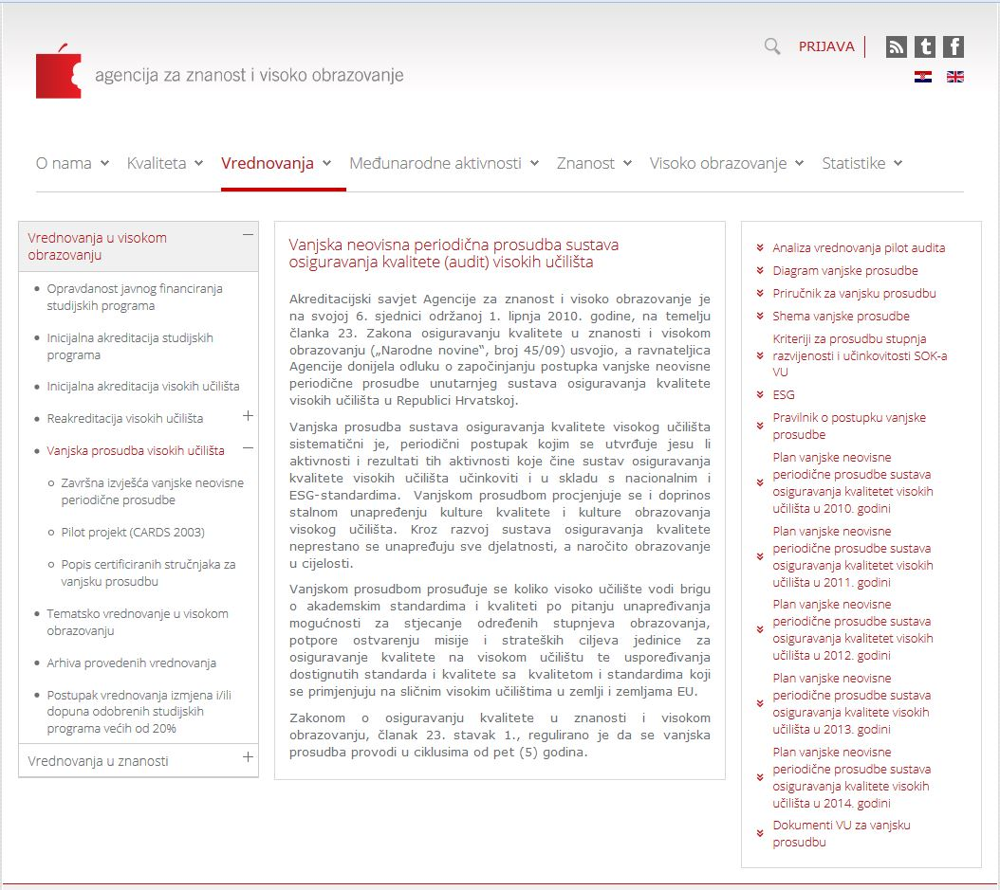 PRIJAVA
agencija za znanost i visoko obrazovanje
O nama Kvaliteta Vrednovanja Međunarodne aktivnosti Znanost Visoko obrazovanje Statistike
Vrednovanja u visokom
obrazovanju
Opravdanost javnog financiranja
studijskih programa
Inicijalna akreditacija studijskih
programa
Inicijalna akreditacija visokih učilišta
Reakreditacija visokih učilišta
Vanjska prosudba visokih učilišta
Završna izvješća vanjske neovisne
periodične prosudbe
Pilot projekt (CARDS 2003)
Popis certificiranih stručnjaka za
vanjsku prosudbu
Tematsko vrednovanje u visokom
obrazovanju
Arhiva provedenih vrednovanja
Postupak vrednovanja izmjena i/ili
dopuna odobrenih studijskih
programa većih od 20%
Vrednovanja u znanosti
Vanjska neovisna periodična prosudba sustava
osiguravanja kvalitete (audit) visokih učilišta
Akreditacijski savjet Agencije za znanost i visoko obrazovanje je
na svojoj 6. sjednici održanoj 1. lipnja 2010. godine, na temelju
članka 23. Zakona osiguravanju kvalitete u znanosti i visokom
obrazovanju („Narodne novine“, broj 45/09) usvojio, a ravnateljica
Agencije donijela odluku o započinjanju postupka vanjske neovisne
periodične prosudbe unutarnjeg sustava osiguravanja kvalitete
visokih učilišta u Republici Hrvatskoj.
Vanjska prosudba sustava osiguravanja kvalitete visokog učilišta
sistematični je, periodični postupak kojim se utvrđuje jesu li
aktivnosti i rezultati tih aktivnosti koje čine sustav osiguravanja
kvalitete visokih učilišta učinkoviti i u skladu s nacionalnim i
ESG-standardima. Vanjskom prosudbom procjenjuje se i doprinos
stalnom unapređenju kulture kvalitete i kulture obrazovanja
visokog učilišta. Kroz razvoj sustava osiguravanja kvalitete
neprestano se unapređuju sve djelatnosti, a naročito obrazovanje
u cijelosti.
Vanjskom prosudbom prosuđuje se koliko visoko učilište vodi brigu
o akademskim standardima i kvaliteti po pitanju unapređivanja
mogućnosti za stjecanje određenih stupnjeva obrazovanja,
potpore ostvarenju misije i strateških ciljeva jedinice za
osiguravanje kvalitete na visokom učilištu te uspoređivanja
dostignutih standarda i kvalitete sa kvalitetom i standardima koji
se primjenjuju na sličnim visokim učilištima u zemlji i zemljama EU.
Zakonom o osiguravanju kvalitete u znanosti i visokom
obrazovanju, članak 23. stavak 1., regulirano je da se vanjska
prosudba provodi u ciklusima od pet (5) godina.
Analiza vrednovanja pilot audita
Diagram vanjske prosudbe
Priručnik za vanjsku prosudbu
Shema vanjske prosudbe
Kriteriji za prosudbu stupnja
razvijenosti i učinkovitosti SOK-a
VU
ESG
Pravilnik o postupku vanjske
prosudbe
Plan vanjske neovisne
periodične prosudbe sustava
osiguravanja kvalitetet visokih
učilišta u 2010. godini
Plan vanjske neovisne
periodične prosudbe sustava
osiguravanja kvalitetet visokih
učilišta u 2011. godini
Plan vanjske neovisne
periodične prosudbe sustava
osiguravanja kvalitetet visokih
učilišta u 2012. godini
Plan vanjske neovisne
periodične prosudbe sustava
osiguravanja kvalitete visokih
učilišta u 2013. godini
Plan vanjske neovisne
periodične prosudbe sustava
osiguravanja kvalitete visokih
učilišta u 2014. godini
Dokumenti VU za vanjsku
prosudbu